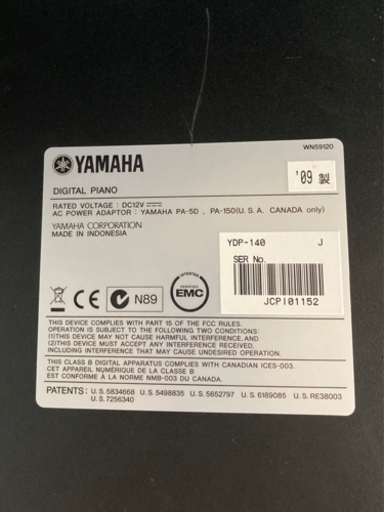 WN59120
YAMAHA
'09 製
DIGITAL PIANO
RATED VOLTAGE : DC12V
AC POWER ADAPTOR : YAMAHA PA-5D , PA-150(U.S.A. CANADA only)
YAMAHA CORPORATION
MADE IN INDONESIA
YDP-140 J
SER No.
JCPI01152
N89
VERIFIED
EMC
THIS DEVICE COMPLIES WITH PART 15 OF THE FCC RULES.
OPERATION IS SUBJECT TO THE FOLLOWING TWO CONDITIONS:
(1)THIS DEVICE MAY NOT CAUSE HARMFUL INTERFERENCE, AND
(2)THIS DEVICE MUST ACCEPT ANY INTERFERENCE RECEIVED,
INCLUDING INTERFERENCE THAT MAY CAUSE UNDESIRED OPERATION.
THIS CLASS B DIGITAL APPARATUS COMPLIES WITH CANADIAN ICES-003.
CET APPAREIL NUMÉRIQUE DE LA CLASSE B
EST CONFORME À LA NORME NMB-003 DU CANADA.
PATENTS: U.S.5834668 U.S.5498835 U.S.5652797 U.S.6189085 U.S.RE38003
U.S.7256340